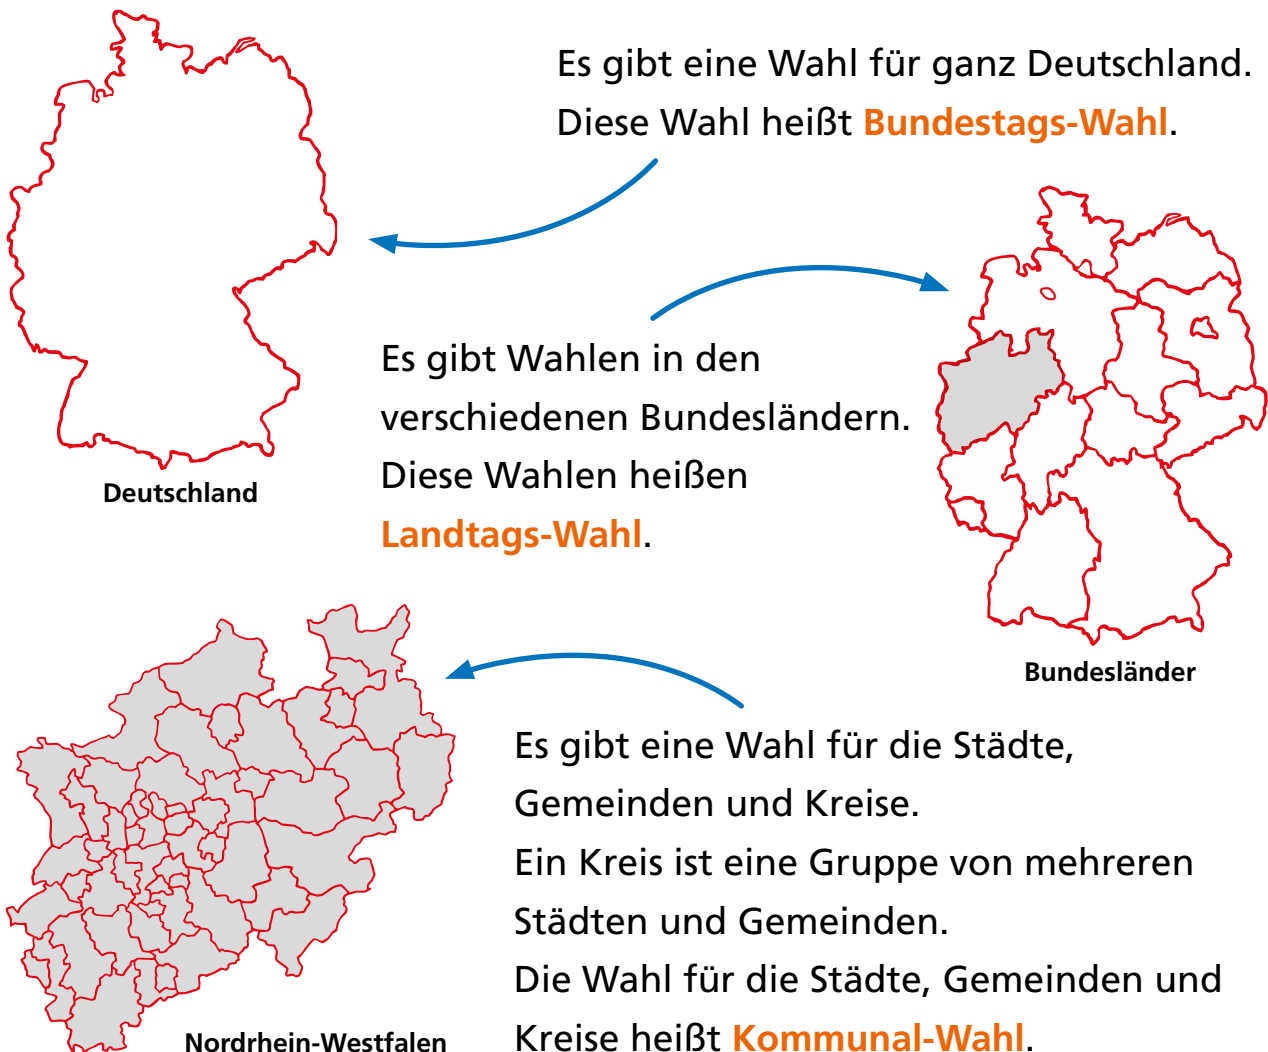 Es gibt eine Wahl für ganz Deutschland.
Diese Wahl heißt Bundestags-Wahl.
Deutschland
Es gibt Wahlen in den
verschiedenen Bundesländern.
Diese Wahlen heißen
Landtags-Wahl.
Bundesländer
Es gibt eine Wahl für die Städte,
Gemeinden und Kreise.
Ein Kreis ist eine Gruppe von mehreren
Städten und Gemeinden.
Die Wahl für die Städte, Gemeinden und
Kreise heißt Kommunal-Wahl.
Nordrhein-Westfalen